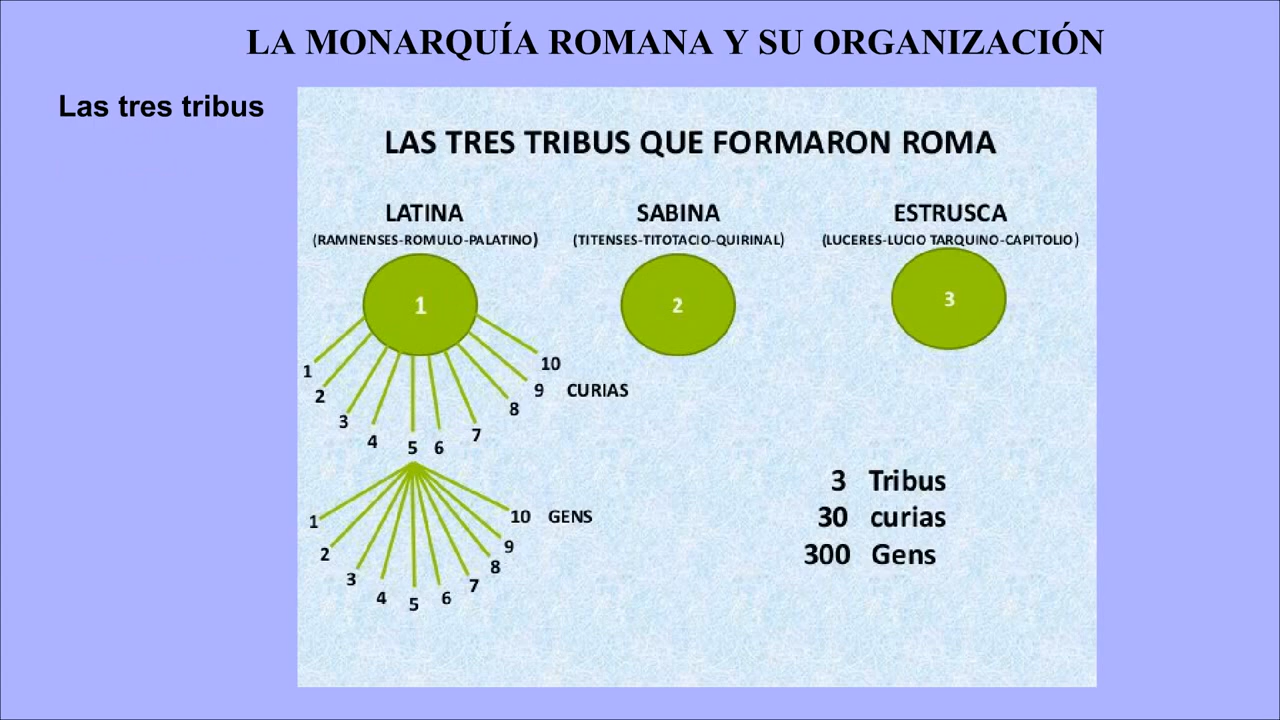 LA MONARQUÍA ROMANA Y SU ORGANIZACIÓN
Las tres tribus
LAS TRES TRIBUS QUE FORMARON ROMA
LATINA
(RAMNENSES-ROMULO-PALATINO)
SABINA
(TITENSES-TITOTACIO-QUIRINAL)
ESTRUSCA
(LUCERES-LUCIO TARQUINO-CAPITOLIO)
1
2
3
1
2
3
4
5
6
7
8
9 CURIAS
10
1
2
3
4
5
6
7
8
9
10 GENS
3 Tribus
30 curias
300 Gens